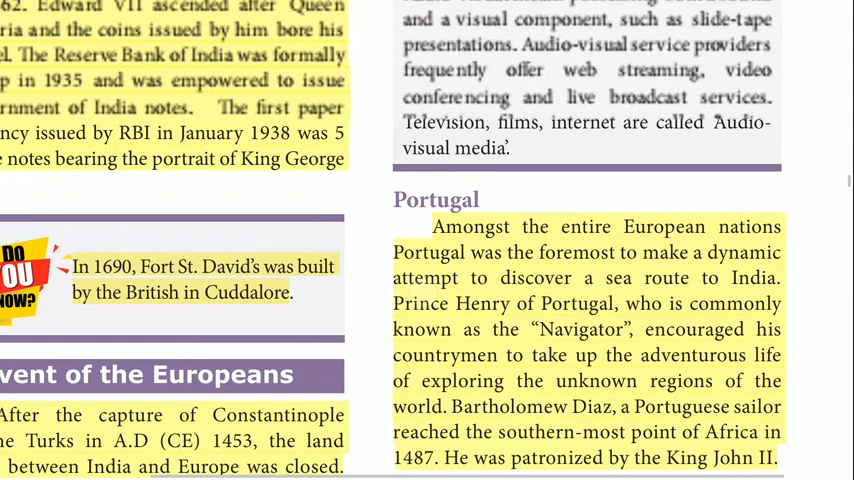 62. Edward VII ascended after Queen
ria and the coins issued by him bore his
el. The Reserve Bank of India was formally
p in 1935 and was empowered to issue
rnment of India notes. The first paper
ncy issued by RBI in January 1938 was 5
e notes bearing the portrait of King George
DO
YOU
NOW?
In 1690, Fort St. David's was built
by the British in Cuddalore.
vent of the Europeans
After the capture of Constantinople
he Turks in A.D (CE) 1453, the land
between India and Europe was closed.
and a visual component, such as slide-tape
presentations. Audio-visual service providers
frequently offer web streaming, video
conferencing and live broadcast services.
Television, films, internet are called 'Audio-
visual media'.
Portugal
Amongst the entire European nations
Portugal was the foremost to make a dynamic
attempt to discover a sea route to India.
Prince Henry of Portugal, who is commonly
known as the “Navigator”, encouraged his
countrymen to take up the adventurous life
of exploring the unknown regions of the
world. Bartholomew Diaz, a Portuguese sailor
reached the southern-most point of Africa in
1487. He was patronized by the King John II.